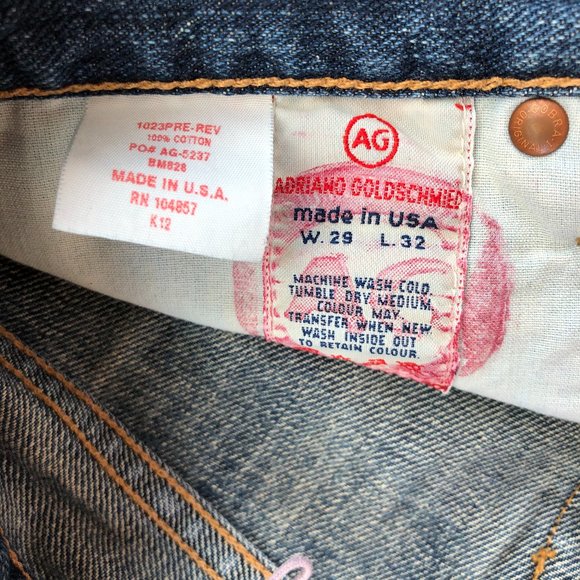 1023PRE-REV
100% COTTON
PO# AG-5237
BM828
MADE IN U.S.A.
RN 104857
K12
AG
ADRIANO GOLDSCHMIED
made in USA
W. 29 L. 32
MACHINE WASH COLD.
TUMBLE DRY MEDIUM.
COLOUR MAY
TRANSFER WHEN NEW
WASH INSIDE OUT
TO RETAIN COLOUR.